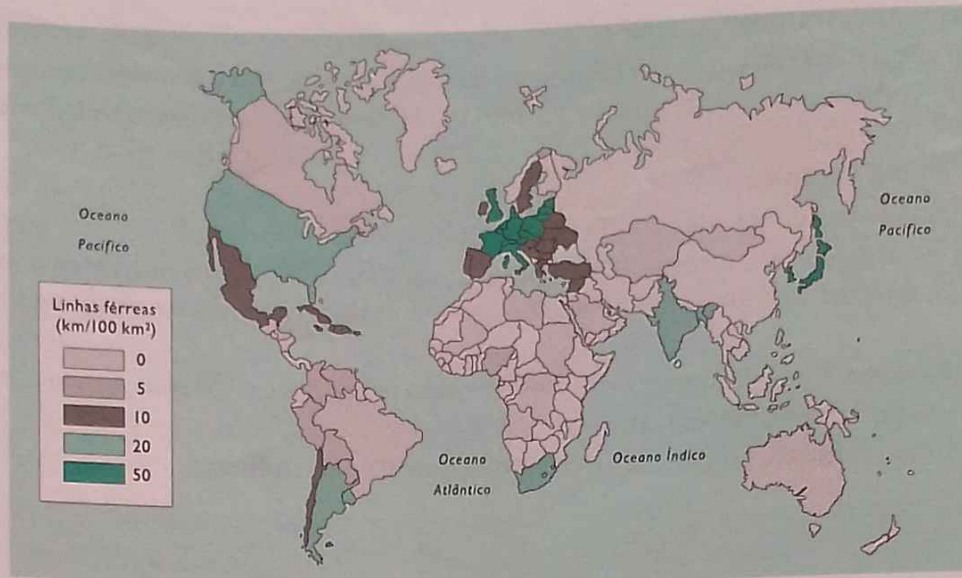 Oceano
Pacífico
Oceano
Pacífico
Linhas férreas
(km/100 km²)
0
5
10
20
50
Oceano
Atlântico
Oceano Índico